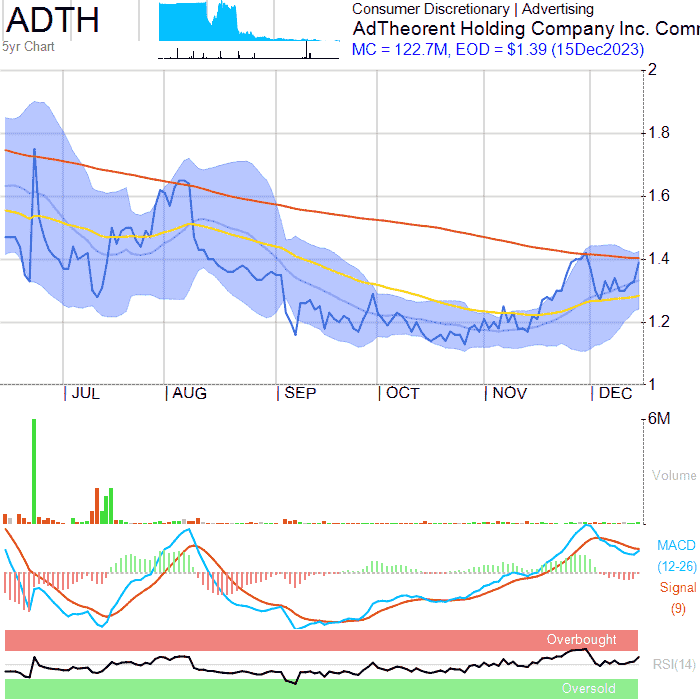 ADTH
5yr Chart
Consumer Discretionary | Advertising
AdTheorent Holding Company Inc. Comm
MC = 122.7M, EOD = $1.39 (15Dec2023)
2
1.8
1.6
1.4
1.2
1
JUL AUG SEP OCT NOV DEC
6M
Volume
MACD
(12-26)
Signal
(9)
Overbought
RSI(14)
Oversold